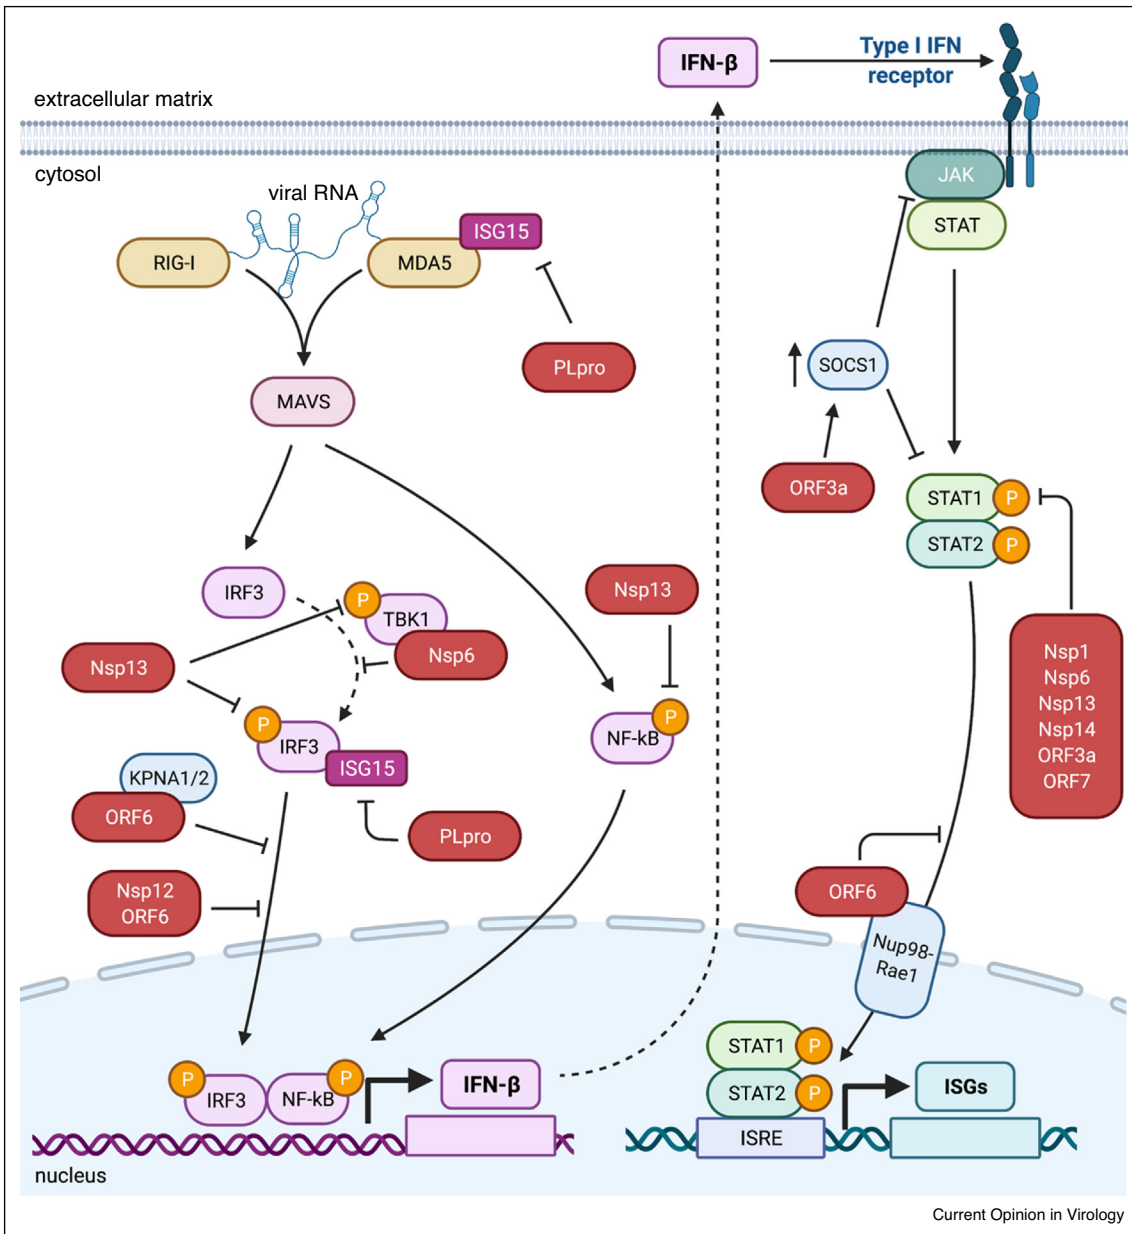 IFN-β
Type I IFN
receptor
extracellular matrix
cytosol
viral RNA
JAK
STAT
ISG15
RIG-I
MDA5
PLpro
SOCS1
MAVS
ORF3a
STAT1
P
STAT2
P
IRF3
P
TBK1
Nsp6
Nsp13
Nsp13
Nsp1
Nsp6
Nsp13
Nsp14
ORF3a
ORF7
P
IRF3
ISG15
P
NF-kB
KPNA1/2
ORF6
PLpro
Nsp12
ORF6
ORF6
Nup98-
Rae1
P
IRF3
NF-kB
P
IFN-β
STAT1
P
STAT2
P
ISRE
ISGs
nucleus
Current Opinion in Virology